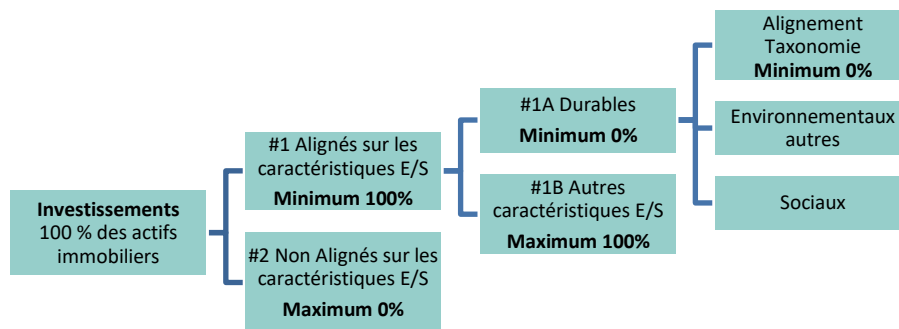 Investissements
100 % des actifs
immobiliers
#1 Alignés sur les
caractéristiques E/S
Minimum 100%
#2 Non Alignés sur les
caractéristiques E/S
Maximum 0%
#1A Durables
Minimum 0%
#1B Autres
caractéristiques E/S
Maximum 100%
Alignement
Taxonomie
Minimum 0%
Environnementaux
autres
Sociaux